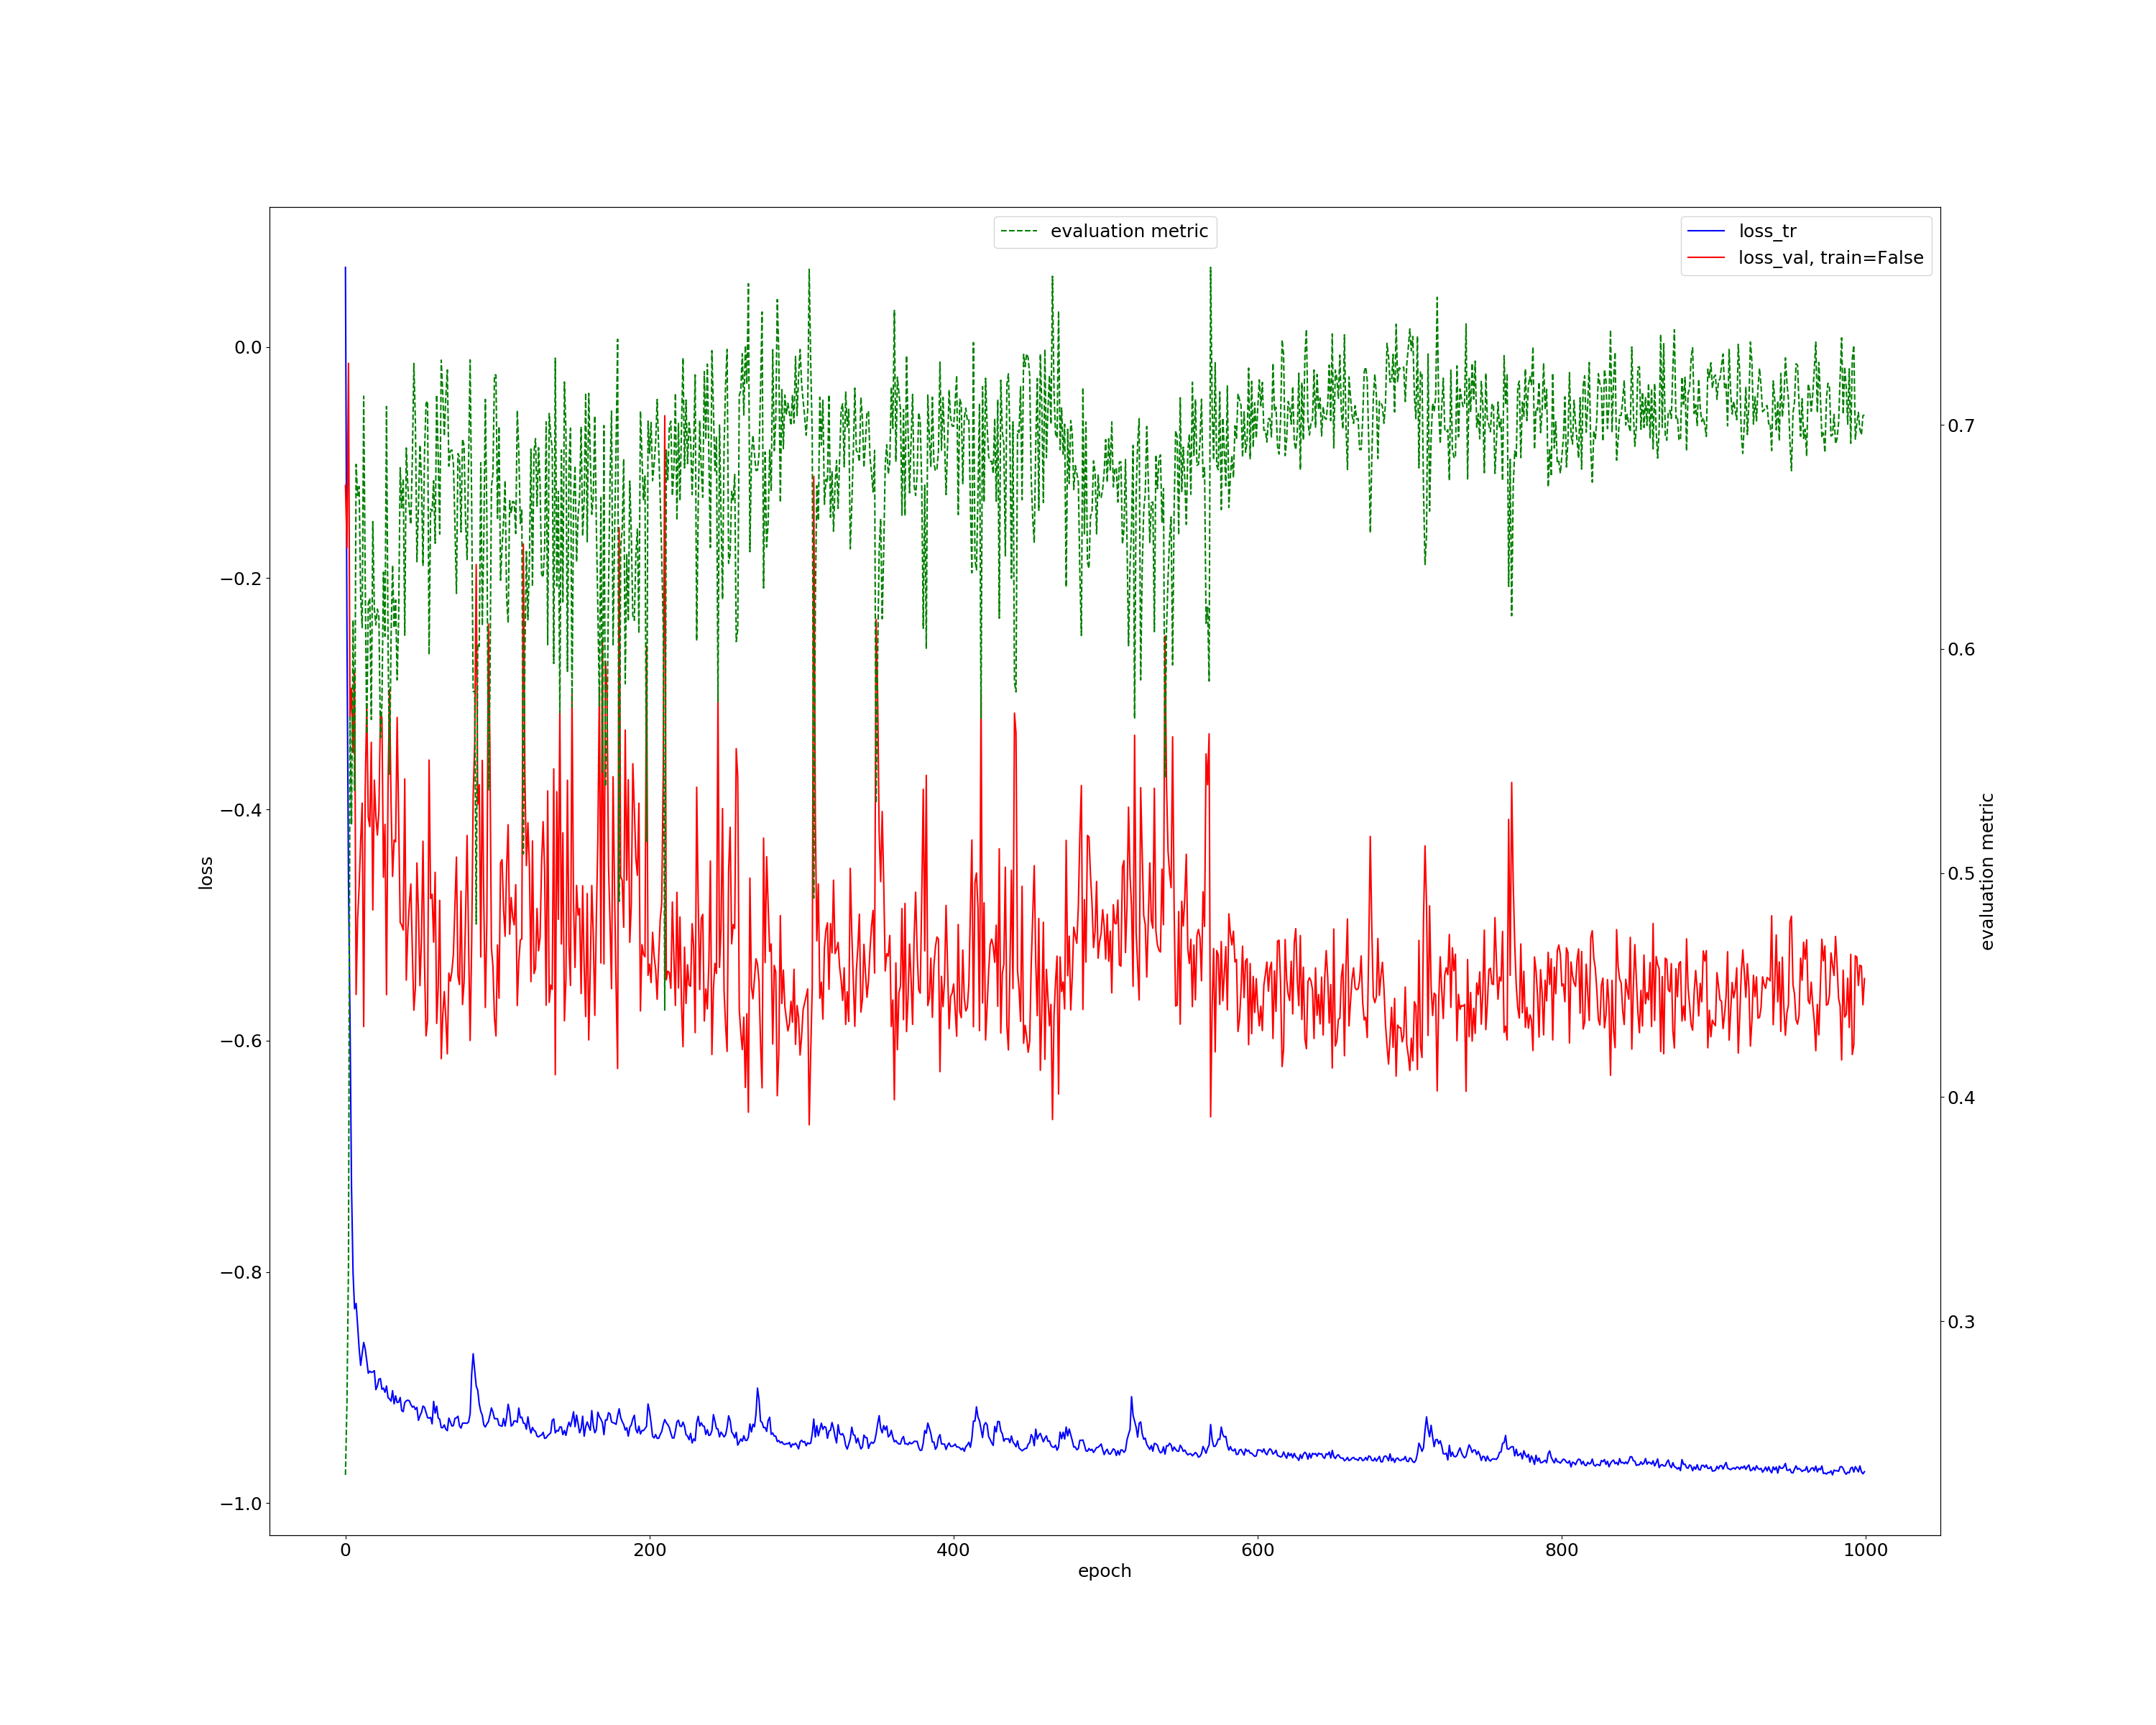 evaluation metric
loss_tr
loss_val, train=False
0.0
−0.2
−0.4
−0.6
−0.8
−1.0
loss
0.7
0.6
0.5
0.4
0.3
evaluation metric
0 200 400 600 800 1000
epoch